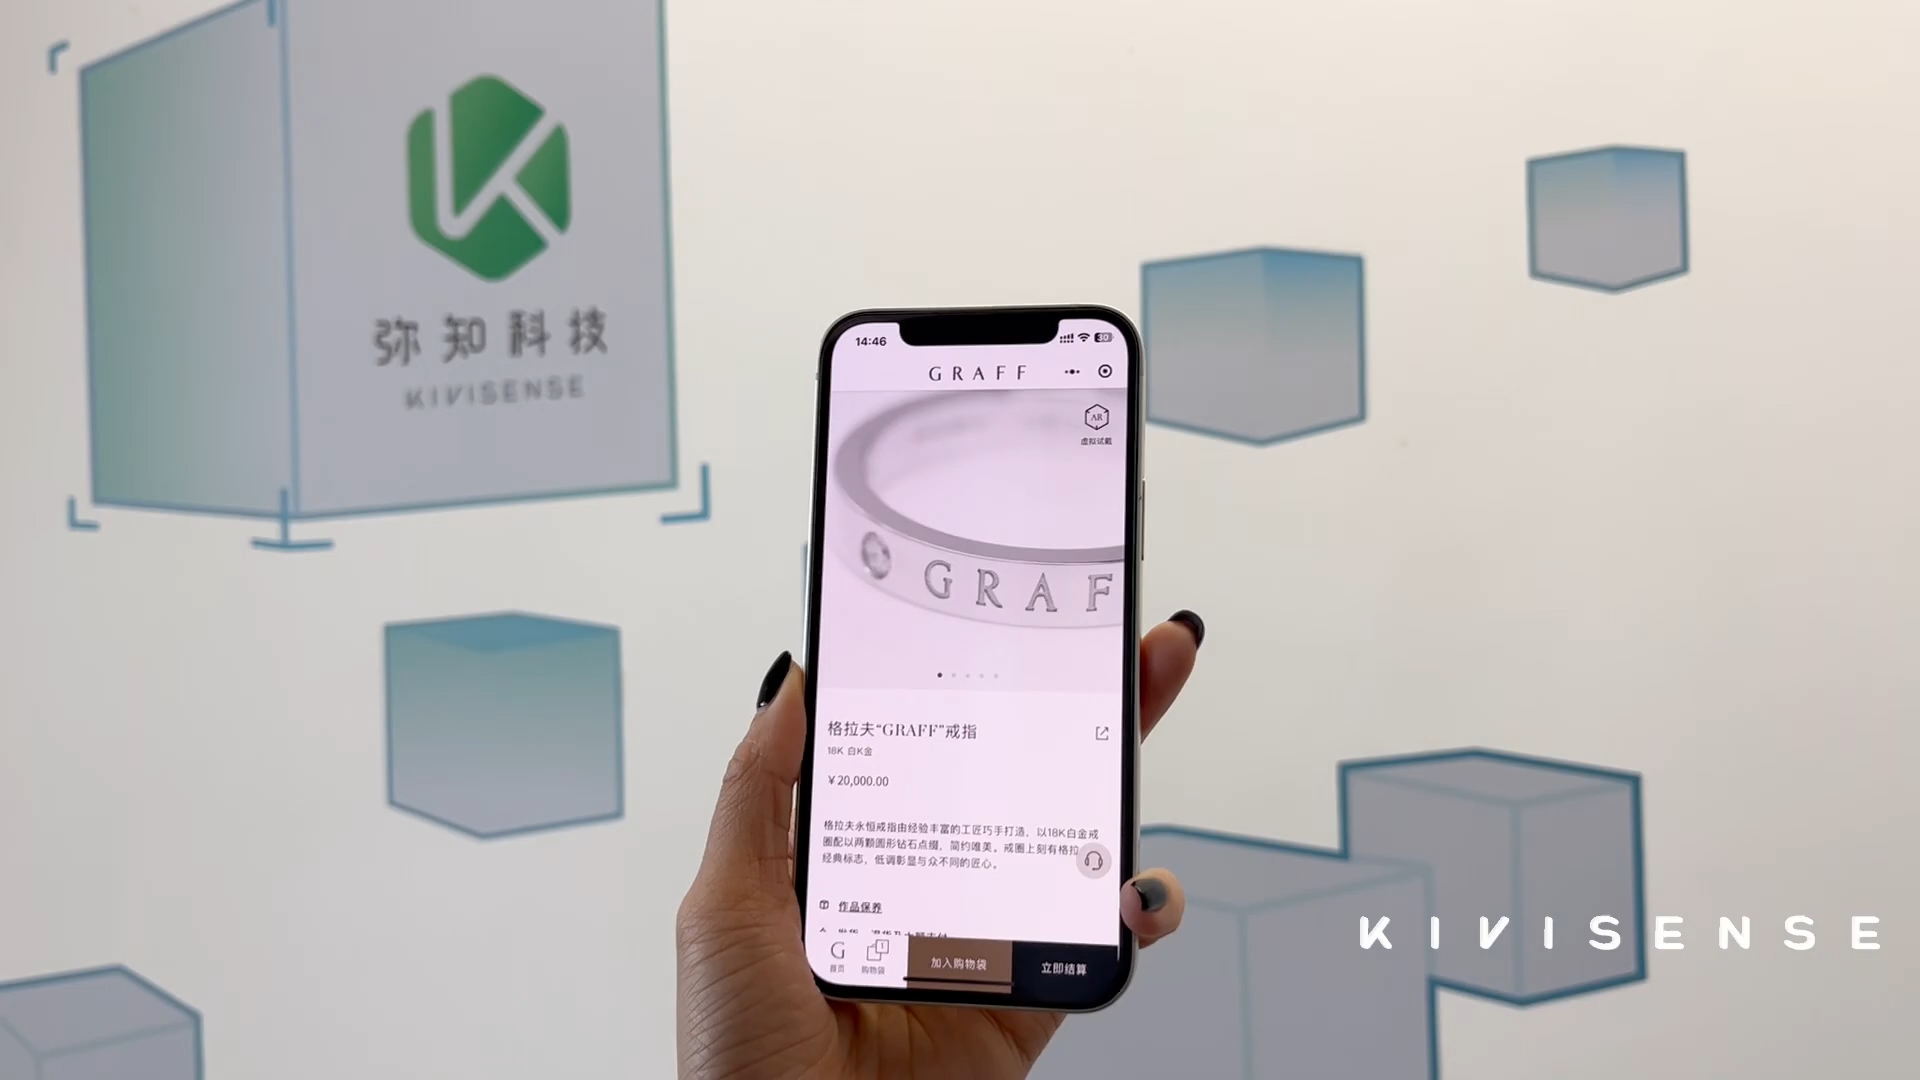 弥知科技
KIVISENSE
14:46
30
GRAFF
AR
虚拟试戴
GRAF
格拉夫“GRAFF”戒指
18K 白K金
¥20,000.00
格拉夫永恒戒指由经验丰富的工匠巧手打造，以18K白金戒
圈配以两颗圆形钻石点缀，简约唯美。戒圈上刻有格拉
经典标志，低调彰显与众不同的匠心。
作品保养
G
首页
1
购物袋
加入购物袋
立即结算
KIVISENSE